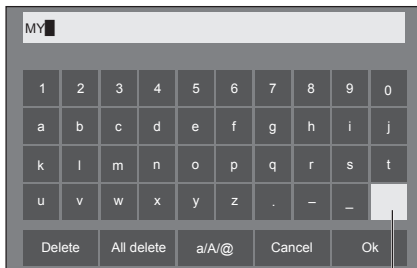 MY
1 2 3 4 5 6 7 8 9 0
a b c d e f g h i j
k l m n o p q r s t
u v w x y z . – _
Delete All delete a/A/@ Cancel Ok